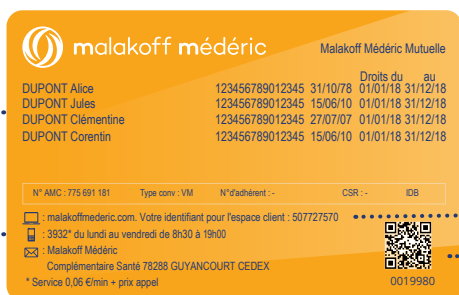 malakoff médéric
Malakoff Médéric Mutuelle
Droits du au
DUPONT Alice 123456789012345 31/10/78 01/01/18 31/12/18
DUPONT Jules 123456789012345 15/06/10 01/01/18 31/12/18
DUPONT Clémentine 123456789012345 27/07/07 01/01/18 31/12/18
DUPONT Corentin 123456789012345 15/06/10 01/01/18 31/12/18
N° AMC : 775 691 181 Type conv : VM N°d'adhérent : - CSR : - IDB
: malakoffmederic.com. Votre identifiant pour l'espace client : 507727570
: 3932* du lundi au vendredi de 8h30 à 19h00
: Malakoff Médéric
Complémentaire Santé 78288 GUYANCOURT CEDEX
* Service 0,06 €/min + prix appel
0019980